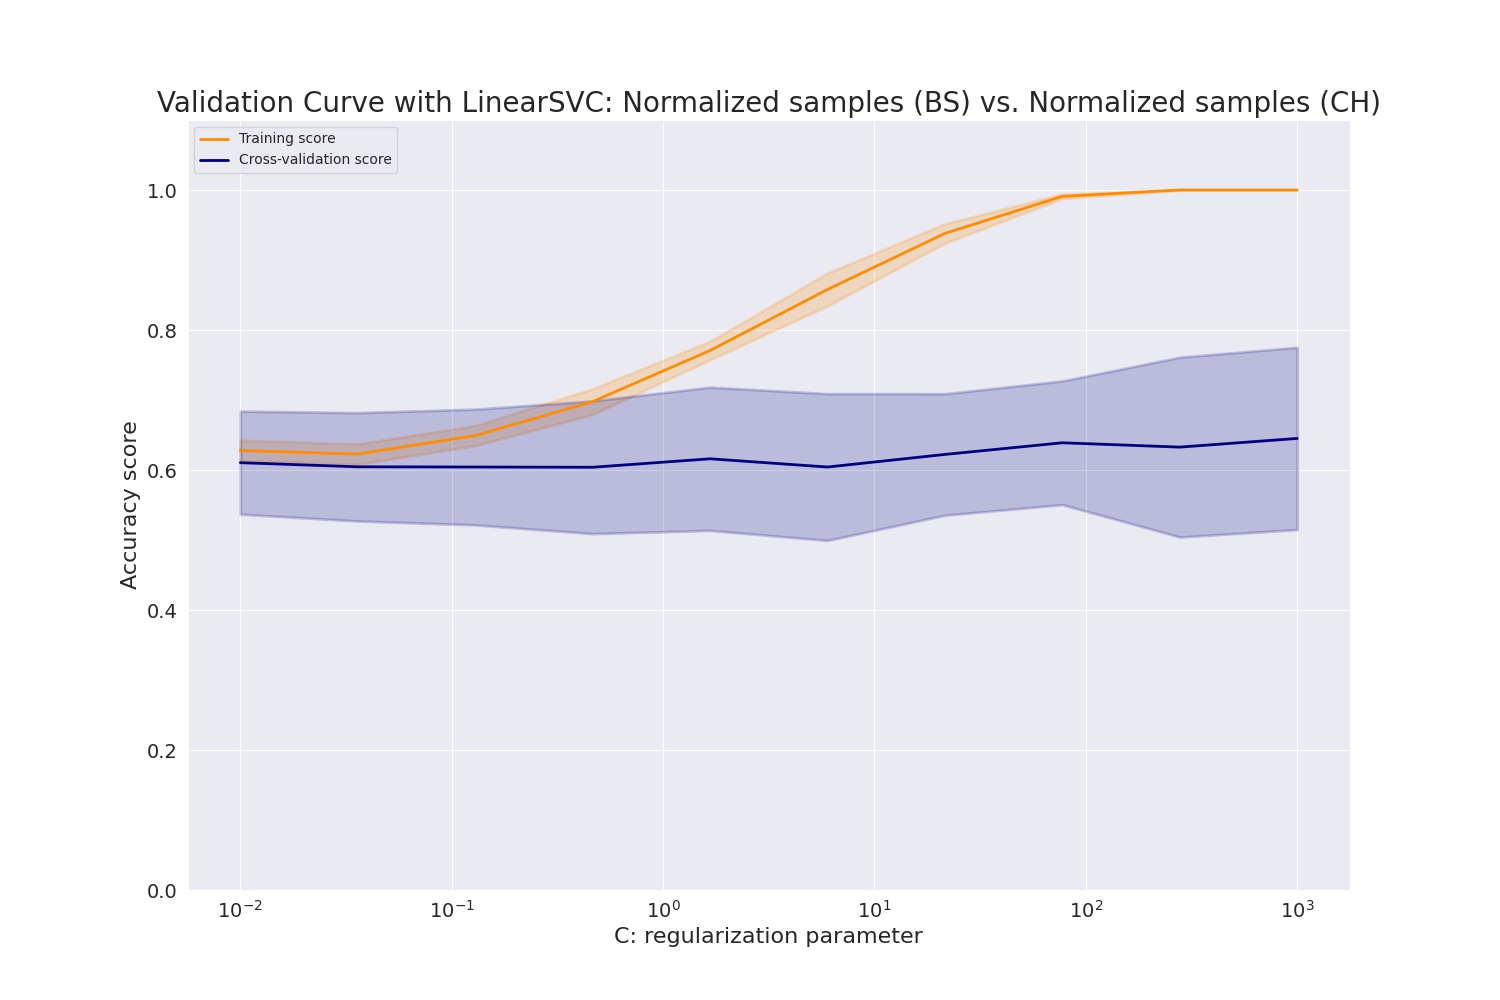 Validation Curve with LinearSVC: Normalized samples (BS) vs. Normalized samples (CH)
Training score
Cross-validation score
1.0
0.8
0.6
0.4
0.2
0.0
Accuracy score
10⁻² 10⁻¹ 10⁰ 10¹ 10² 10³
C: regularization parameter